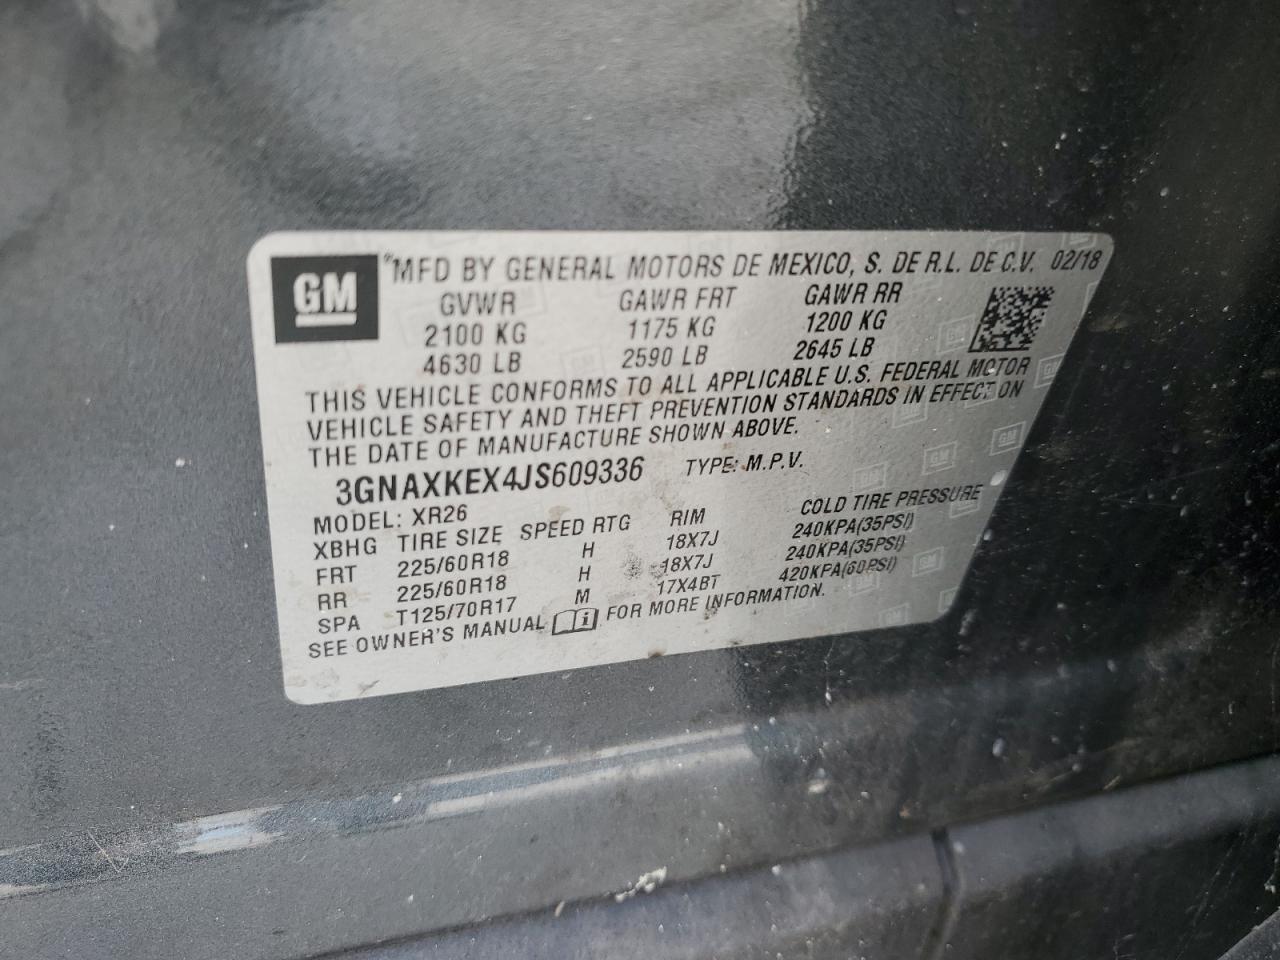 GM
*MFD BY GENERAL MOTORS DE MEXICO, S. DE R.L. DE C.V. 02/18
GVWR GAWR FRT GAWR RR
2100 KG 1175 KG 1200 KG
4630 LB 2590 LB 2645 LB
THIS VEHICLE CONFORMS TO ALL APPLICABLE U.S. FEDERAL MOTOR
VEHICLE SAFETY AND THEFT PREVENTION STANDARDS IN EFFECT ON
THE DATE OF MANUFACTURE SHOWN ABOVE.
3GNAXKEX4JS609336 TYPE: M.P.V.
MODEL: XR26
XBHG TIRE SIZE SPEED RTG RIM COLD TIRE PRESSURE
FRT 225/60R18 H 18X7J 240KPA(35PSI)
RR 225/60R18 H 18X7J 240KPA(35PSI)
SPA T125/70R17 M 17X4BT 420KPA(60PSI)
SEE OWNER'S MANUAL i FOR MORE INFORMATION.